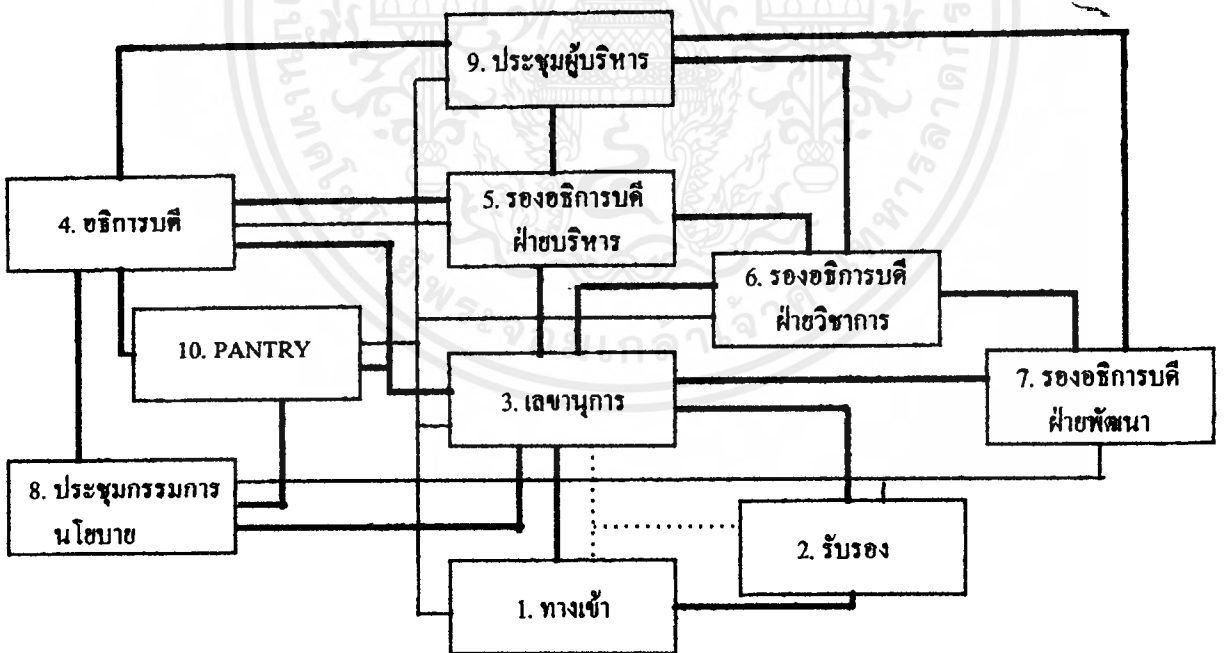 9. ประชุมผู้บริหาร
4. อธิการบดี
5. รองอธิการบดี
ฝ่ายบริหาร
6. รองอธิการบดี
ฝ่ายวิชาการ
10. PANTRY
3. เลขานุการ
7. รองอธิการบดี
ฝ่ายพัฒนา
8. ประชุมกรรมการ
นโยบาย
2. รับรอง
1. ทางเข้า